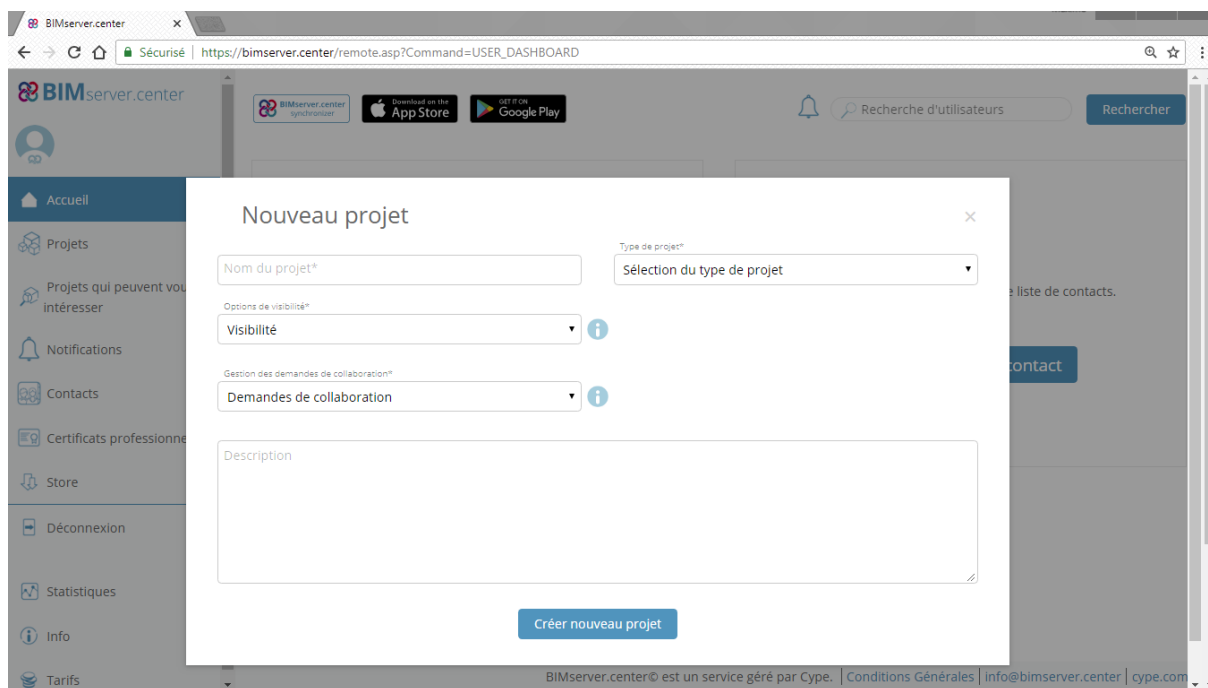 BIMserver.center
Sécurisé | https://bimserver.center/remote.asp?Command=USER_DASHBOARD
BIMserver.center
BIMserver.center
synchronizer
Download on the
App Store
GET IT ON
Google Play
Recherche d'utilisateurs
Rechercher
Accueil
Projets
Projets qui peuvent vou
intéresser
Notifications
Contacts
Certificats professionne
Store
Déconnexion
Statistiques
Info
Tarifs
Nouveau projet
×
Nom du projet*
Type de projet*
Sélection du type de projet
Options de visibilité*
Visibilité
Gestion des demandes de collaboration*
Demandes de collaboration
Description
Créer nouveau projet
e liste de contacts.
contact
BIMserver.center© est un service géré par Cype. | Conditions Générales | info@bimserver.center | cype.com